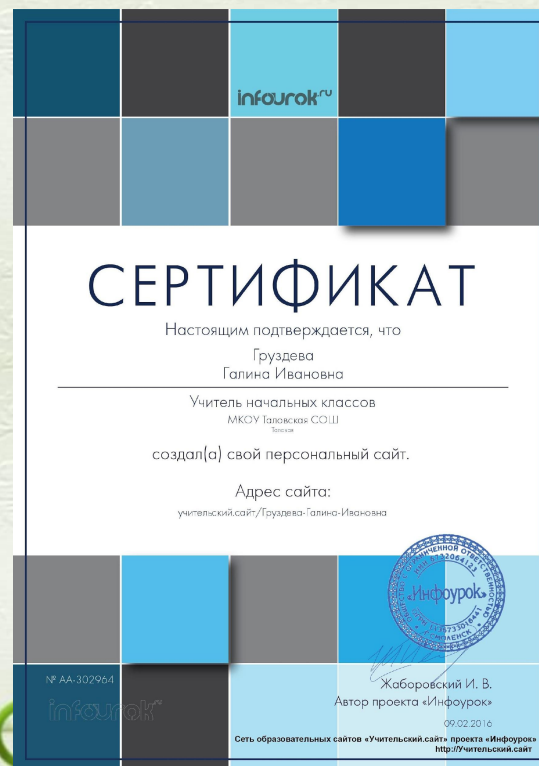 infourok.ru
СЕРТИФИКАТ
Настоящим подтверждается, что
Груздева
Галина Ивановна
Учитель начальных классов
МКОУ Таловская СОШ
создал(а) свой персональный сайт.
Адрес сайта:
учительский.сайт/Груздева-Галина-Ивановна
«Инфоурок»
СМОЛЕНСК
№ АА-302964
infourok
Жаборовский И. В.
Автор проекта «Инфоурок»
09.02.2016
Сеть образовательных сайтов «Учительский.сайт» проекта «Инфоурок»
http://Учительский.сайт